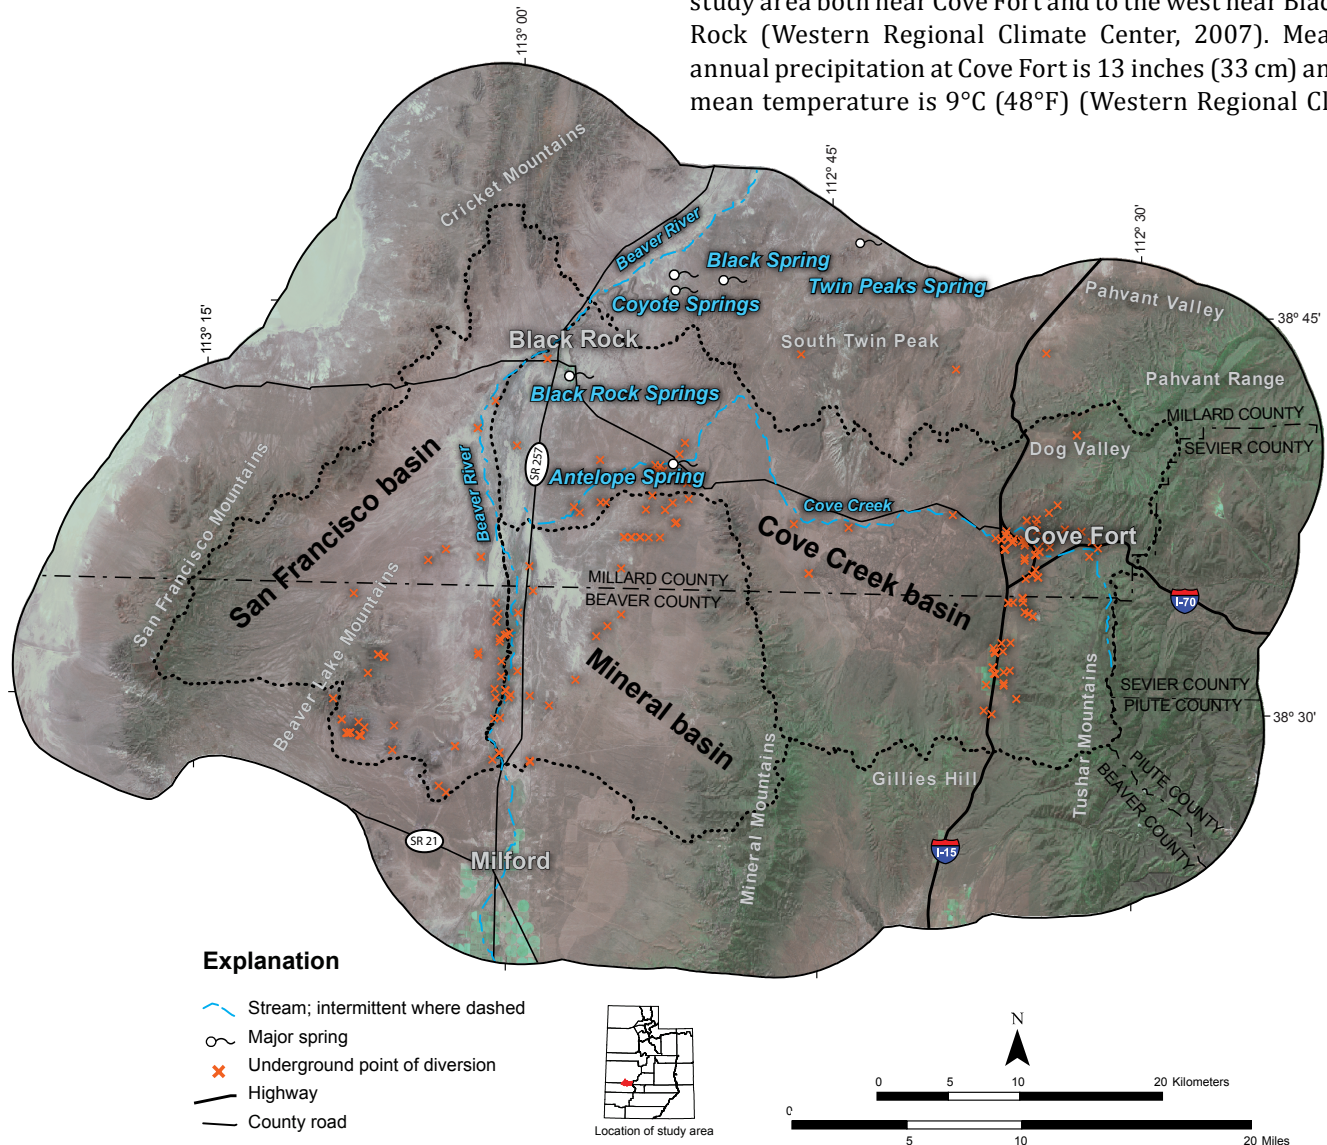 study area both near Cove Fort and to the west near
Rock (Western Regional Climate Center, 2007).
annual precipitation at Cove Fort is 13 inches (33 cm)
mean temperature is 9°C (48°F) (Western Regional
113° 00'
112° 45'
112° 30'
113° 15'
38° 45'
38° 30'
Cricket Mountains
Beaver River
Black Spring
Twin Peaks Spring
Coyote Springs
Pahvant Valley
Black Rock
South Twin Peak
Black Rock Springs
Pahvant Range
MILLARD COUNTY
SEVIER COUNTY
Dog Valley
San Francisco basin
San Francisco Mountains
Beaver River
SR 257
Antelope Spring
Cove Creek
Cove Fort
Cove Creek basin
MILLARD COUNTY
BEAVER COUNTY
I-70
Beaver Lake Mountains
Mineral basin
SEVIER COUNTY
PIUTE COUNTY
Tushar Mountains
Mineral Mountains
Gillies Hill
PIUTE COUNTY
BEAVER COUNTY
I-15
SR 21
Milford
Explanation
Stream; intermittent where dashed
Major spring
Underground point of diversion
Highway
County road
Location of study area
N
0 5 10 20 Kilometers
0 5 10 20 Miles